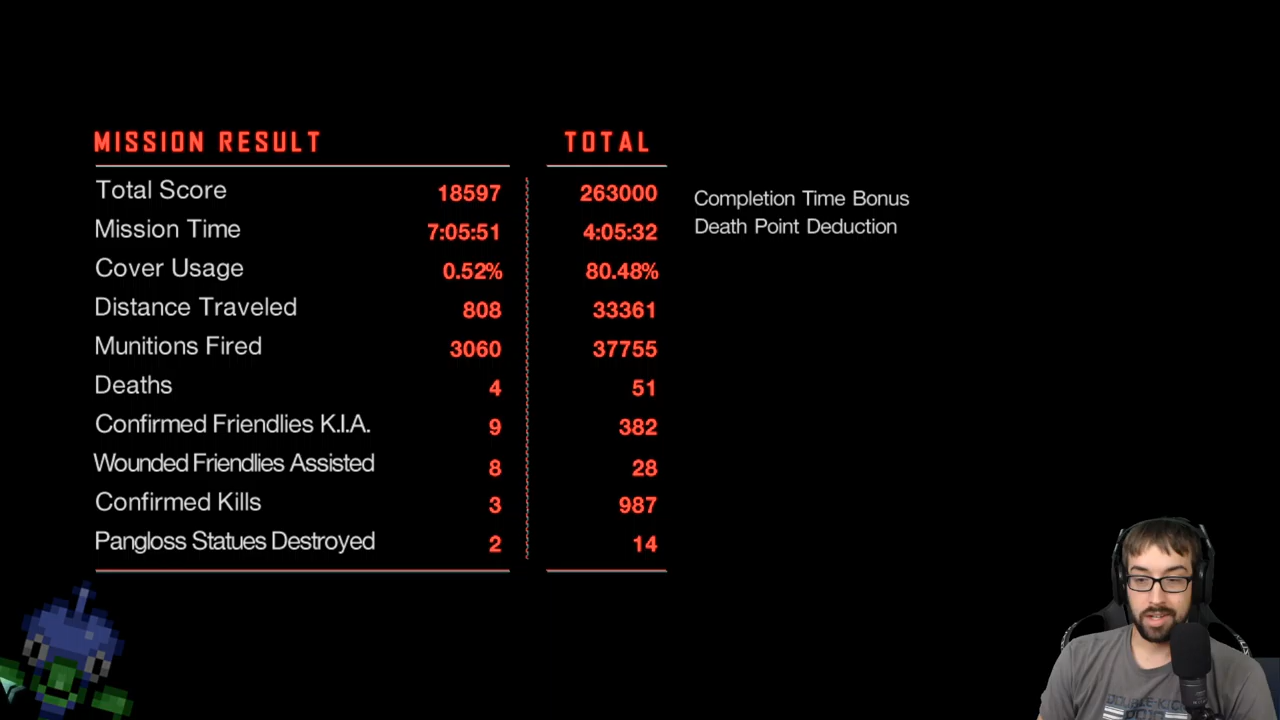 MISSION RESULT TOTAL
Total Score 18597 263000
Mission Time 7:05:51 4:05:32
Cover Usage 0.52% 80.48%
Distance Traveled 808 33361
Munitions Fired 3060 37755
Deaths 4 51
Confirmed Friendlies K.I.A. 9 382
Wounded Friendlies Assisted 8 28
Confirmed Kills 3 987
Pangloss Statues Destroyed 2 14
Completion Time Bonus
Death Point Deduction